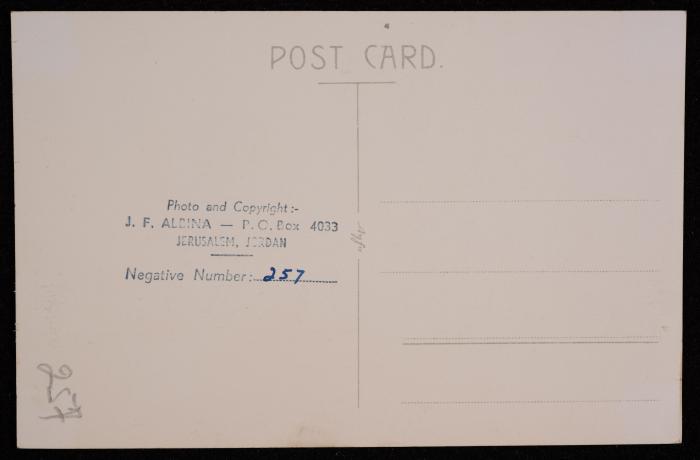 POST CARD.
Photo and Copyright :-
J. F. ALBINA — P. O. Box 4033
JERUSALEM, JORDAN
Negative Number: 257
257